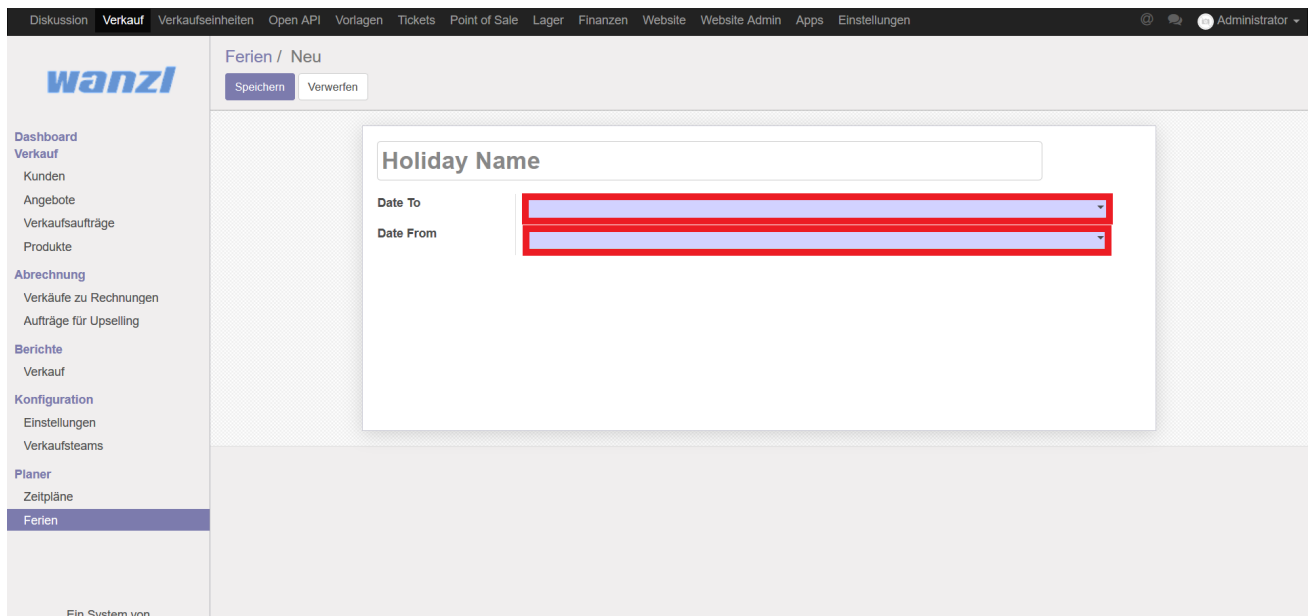 Diskussion Verkauf Verkaufseinheiten Open API Vorlagen Tickets Point of Sale Lager Finanzen Website Website Admin Apps Einstellungen @ Administrator
wanzl
Ferien / Neu
Speichern Verwerfen
Dashboard
Verkauf
Kunden
Angebote
Verkaufsaufträge
Produkte
Abrechnung
Verkäufe zu Rechnungen
Aufträge für Upselling
Berichte
Verkauf
Konfiguration
Einstellungen
Verkaufsteams
Planer
Zeitpläne
Ferien
Ein System von
Holiday Name
Date To
Date From